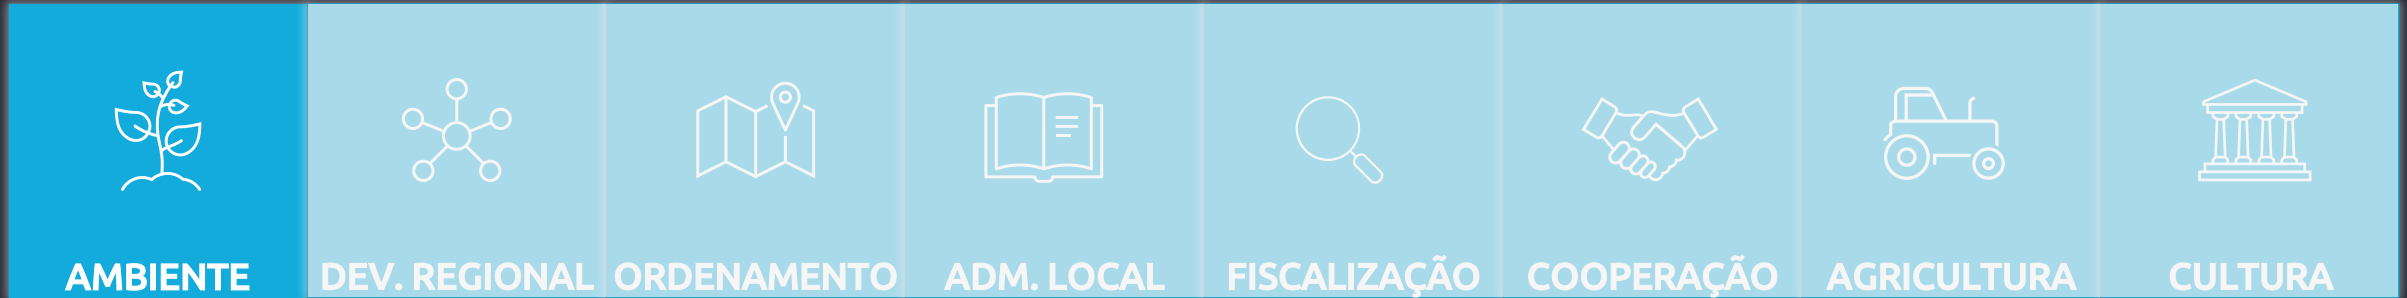 AMBIENTE
DEV. REGIONAL
ORDENAMENTO
ADM. LOCAL
FISCALIZAÇÃO
COOPERAÇÃO
AGRICULTURA
CULTURA